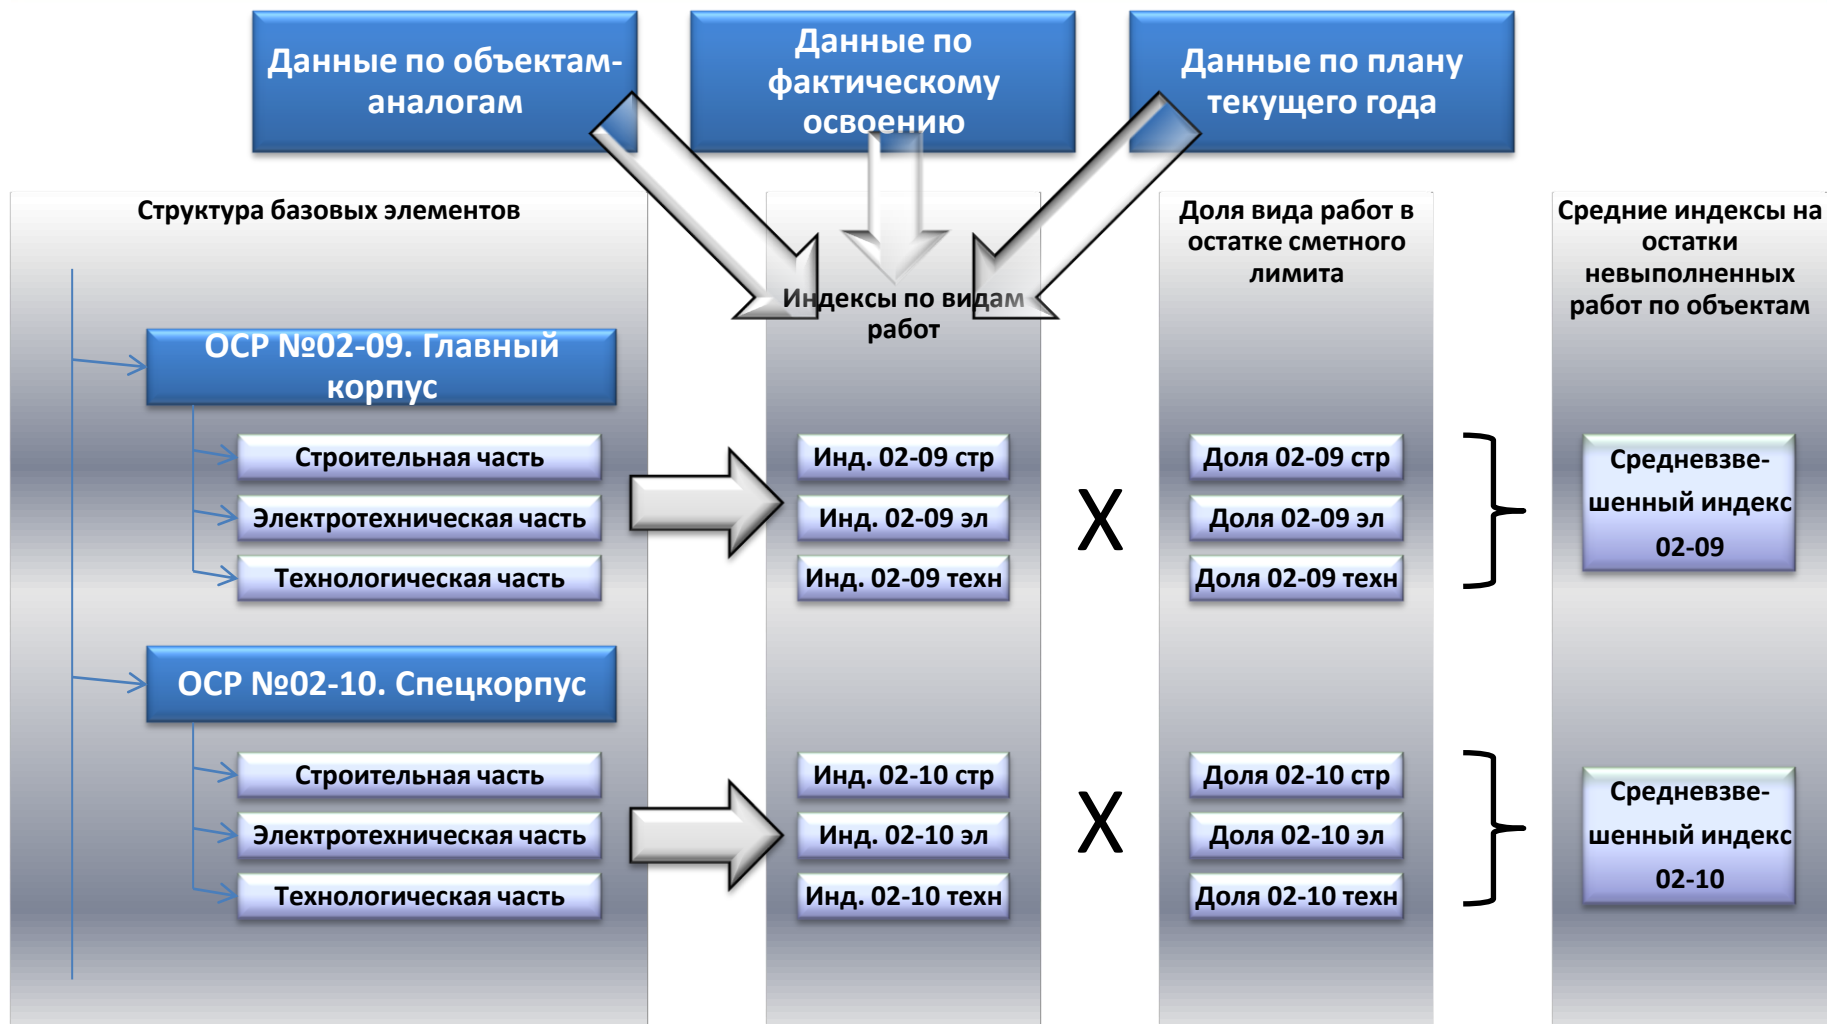 Данные по объектам-
аналогам
Данные по
фактическому
освоению
Данные по плану
текущего года
Структура базовых элементов
Индексы по видам
работ
Доля вида работ в
остатке сметного
лимита
Средние индексы на
остатки
невыполненных
работ по объектам
ОСР №02-09. Главный
корпус
Строительная часть
Электротехническая часть
Технологическая часть
Инд. 02-09 стр
Инд. 02-09 эл
Инд. 02-09 техн
X
Доля 02-09 стр
Доля 02-09 эл
Доля 02-09 техн
Средневзве-
шенный индекс
02-09
ОСР №02-10. Спецкорпус
Строительная часть
Электротехническая часть
Технологическая часть
Инд. 02-10 стр
Инд. 02-10 эл
Инд. 02-10 техн
X
Доля 02-10 стр
Доля 02-10 эл
Доля 02-10 техн
Средневзве-
шенный индекс
02-10